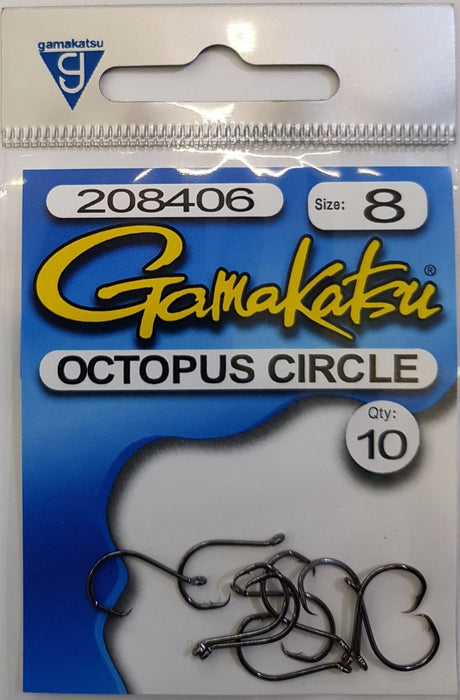 gamakatsu
g
208406
Size: 8
Gamakatsu®
OCTOPUS CIRCLE
Qty:
10